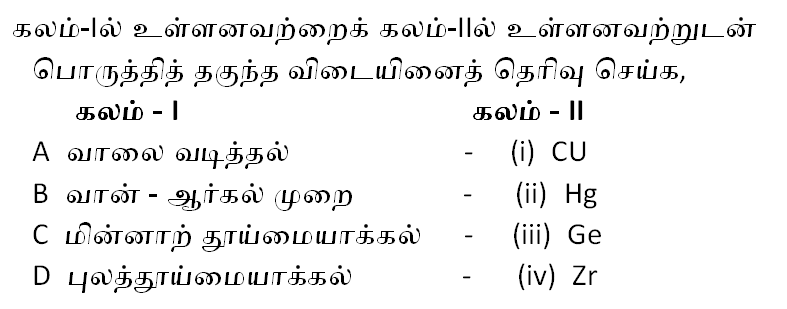 கலம்-Iல் உள்ளனவற்றைக் கலம்-IIல் உள்ளனவற்றுடன்
பொருத்தித் தகுந்த விடையினைத் தெரிவு செய்க,
கலம் - I கலம் - II
A வாலை வடித்தல் - (i) CU
B வான் - ஆர்கல் முறை - (ii) Hg
C மின்னாற் தூய்மையாக்கல் - (iii) Ge
D புலத்தூய்மையாக்கல் - (iv) Zr